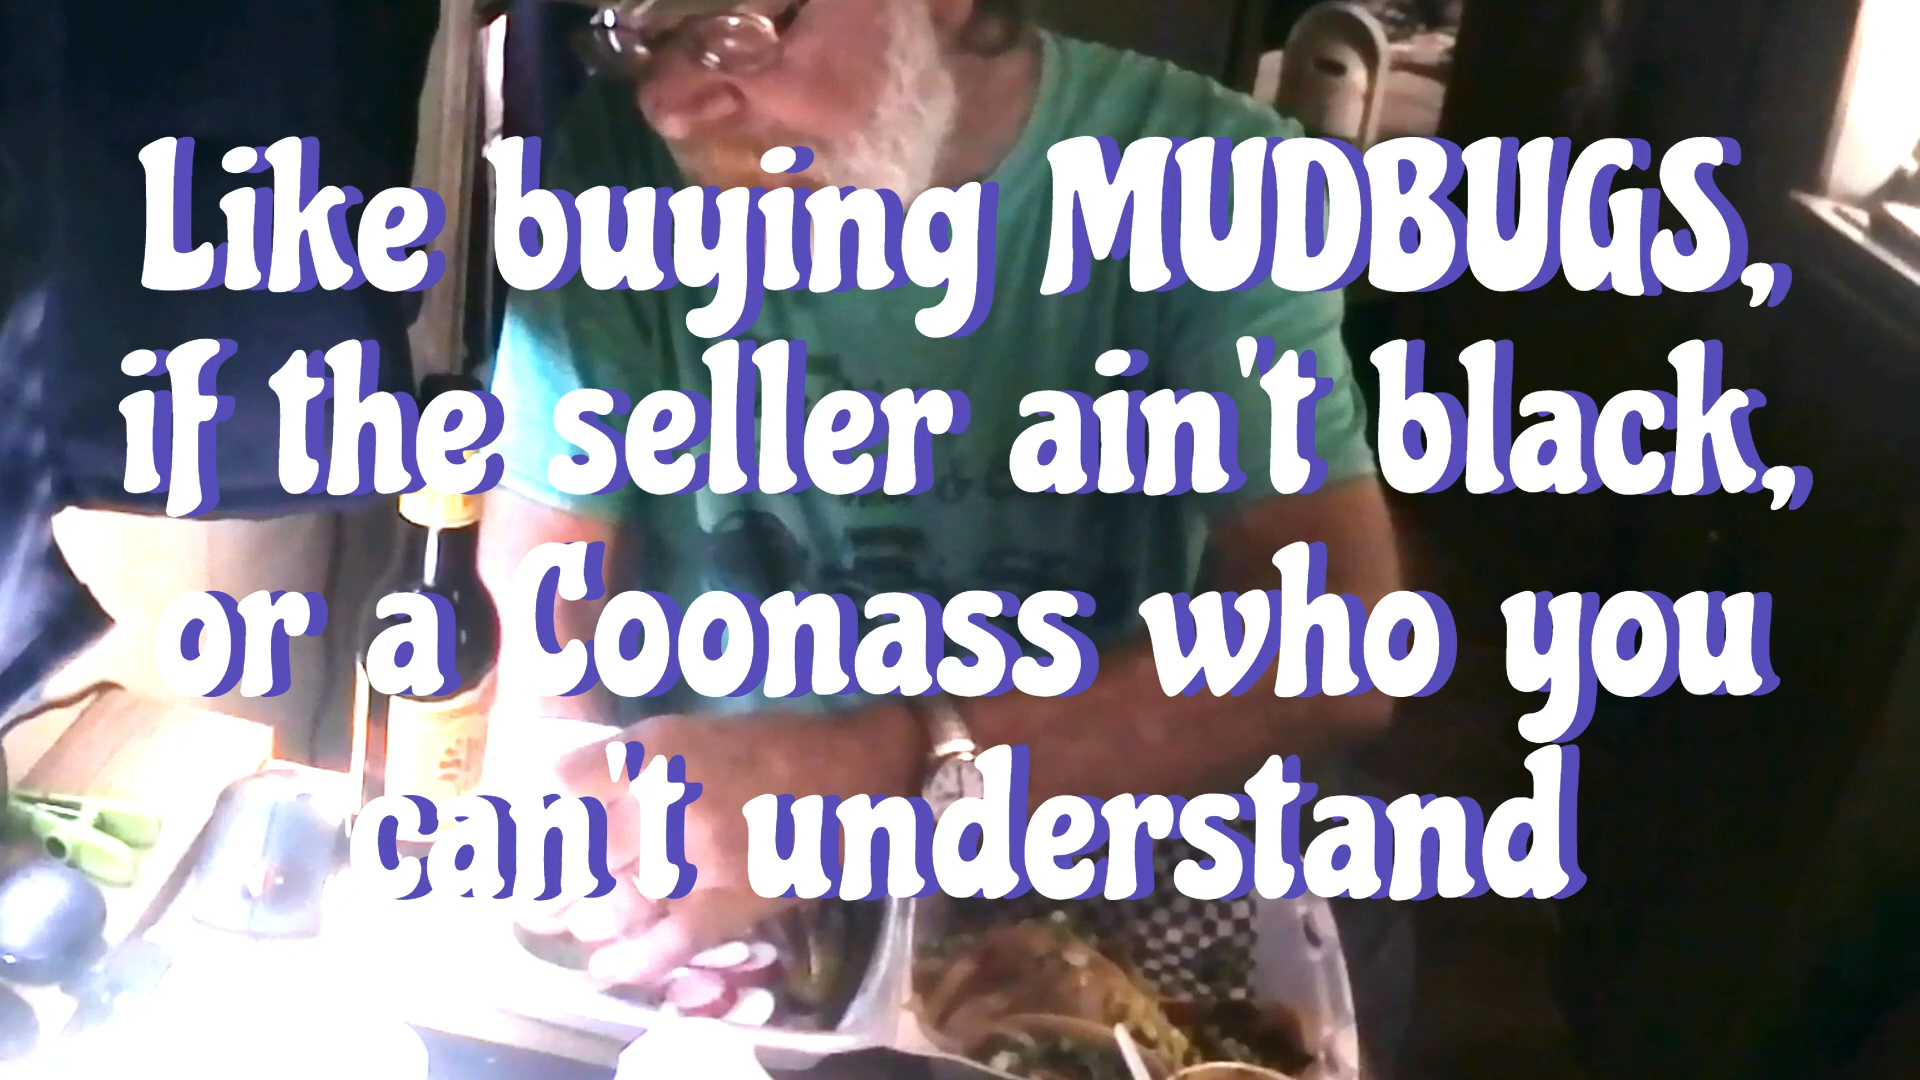 Like buying MUDBUGS,
if the seller ain't black,
or a Coonass who you
can't understand